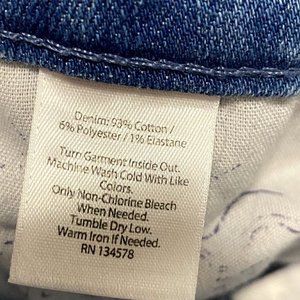 Denim: 93% Cotton /
6% Polyester / 1% Elastane
Turn Garment Inside Out.
Machine Wash Cold With Like
Colors.
Only Non-Chlorine Bleach
When Needed.
Tumble Dry Low.
Warm Iron If Needed.
RN 134578